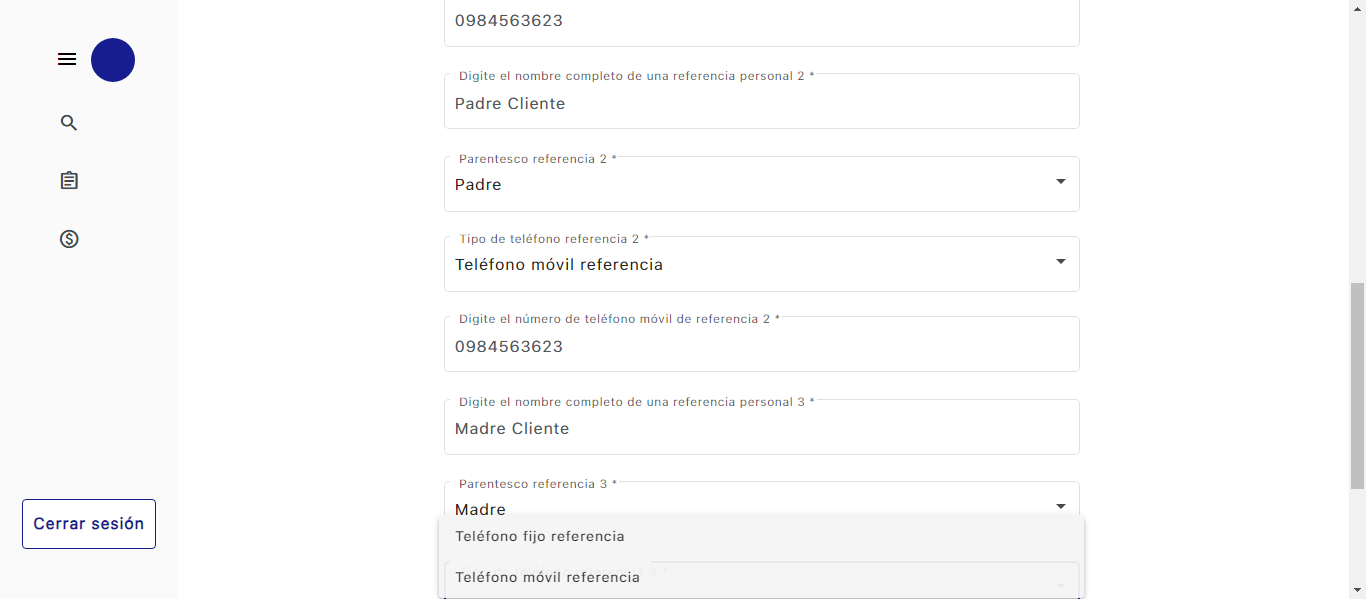 0984563623
Digite el nombre completo de una referencia personal 2 *
Padre Cliente
Parentesco referencia 2 *
Padre
Tipo de teléfono referencia 2 *
Teléfono móvil referencia
Digite el número de teléfono móvil de referencia 2 *
0984563623
Digite el nombre completo de una referencia personal 3 *
Madre Cliente
Parentesco referencia 3 *
Madre
Teléfono fijo referencia
Teléfono móvil referencia
Cerrar sesión